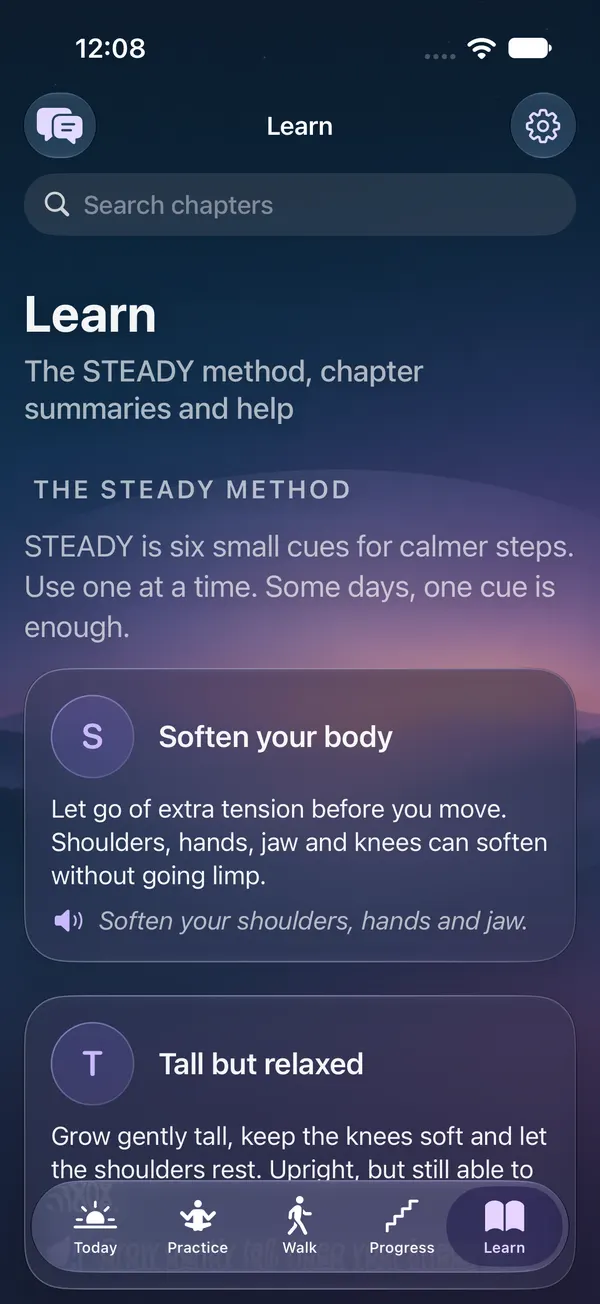 12:08
Learn
Search chapters
Learn
The STEADY method, chapter
summaries and help
THE STEADY METHOD
STEADY is six small cues for calmer steps.
Use one at a time. Some days, one cue is
enough.
S
Soften your body
Let go of extra tension before you move.
Shoulders, hands, jaw and knees can soften
without going limp.
Soften your shoulders, hands and jaw.
T
Tall but relaxed
Grow gently tall, keep the knees soft and let
the shoulders rest. Upright, but still able to
Today
Practice
Walk
Progress
Learn